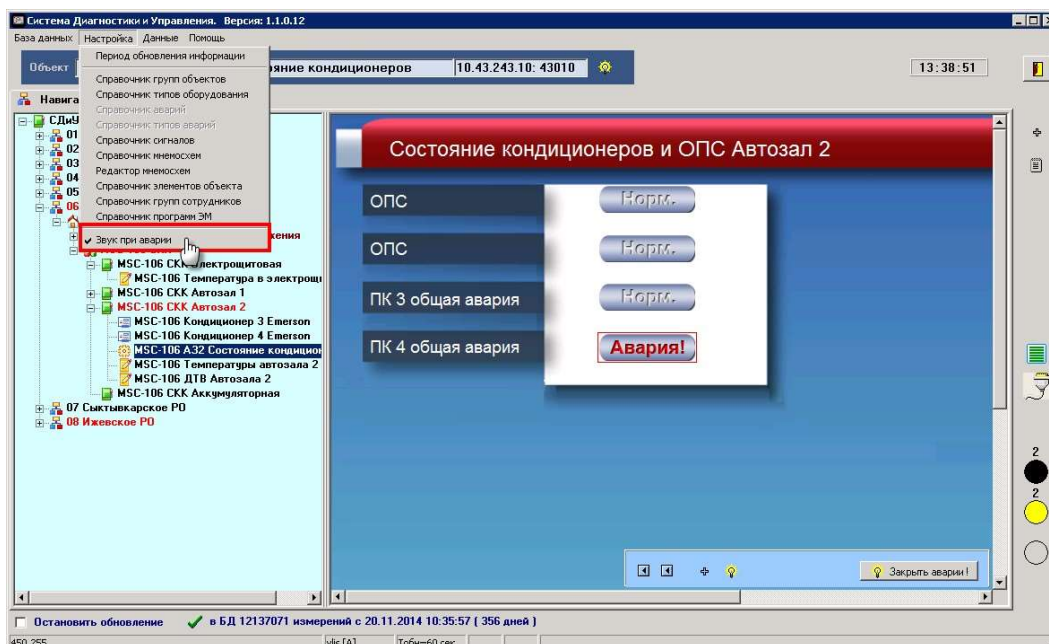 Система Диагностики и Управления. Версия: 1.1.0.12
База данных Настройка Данные Помощь
Объект яние кондиционеров 10.43.243.10: 43010 13:38:51
Период обновления информации
Справочник групп объектов
Справочник типов оборудования
Справочник аварий
Справочник типов аварий
Справочник сигналов
Справочник мнемосхем
Редактор мнемосхем
Справочник элементов объекта
Справочник групп сотрудников
Справочник программ ЭМ
Звук при аварии
Навига
СДиУ
01
02
03
04
05
06
жения
MSC-106 СКК Электрощитовая
MSC-106 Температура в электрощи
MSC-106 СКК Автозал 1
MSC-106 СКК Автозал 2
MSC-106 Кондиционер 3 Emerson
MSC-106 Кондиционер 4 Emerson
MSC-106 А32 Состояние кондицион
MSC-106 Температуры автозала 2
MSC-106 ДТВ Автозала 2
MSC-106 СКК Аккумуляторная
07 Сыктывкарское РО
08 Ижевское РО
Состояние кондиционеров и ОПС Автозал 2
ОПС Норм.
ОПС Норм.
ПК 3 общая авария Норм.
ПК 4 общая авария Авария!
2
2
Закрыть аварии!
Остановить обновление в БД 12137071 измерений с 20.11.2014 10:35:57 ( 356 дней )
450 255 Тобн=60 сек